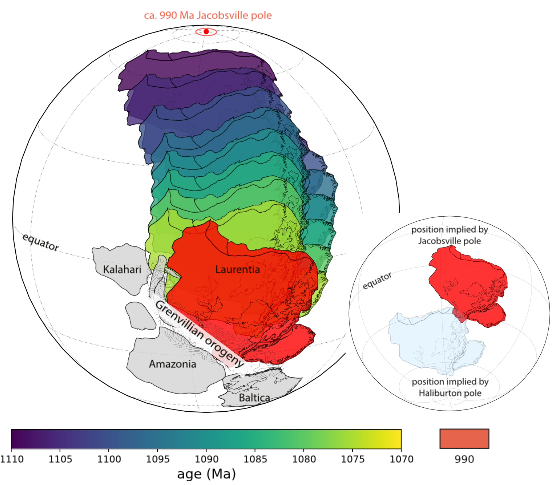 ca. 990 Ma Jacobsville pole
equator
Kalahari
Laurentia
Grenvillian orogeny
Amazonia
Baltica
position implied by
Jacobsville pole
equator
position implied by
Haliburton pole
1110 1105 1100 1095 1090 1085 1080 1075 1070
age (Ma)
990